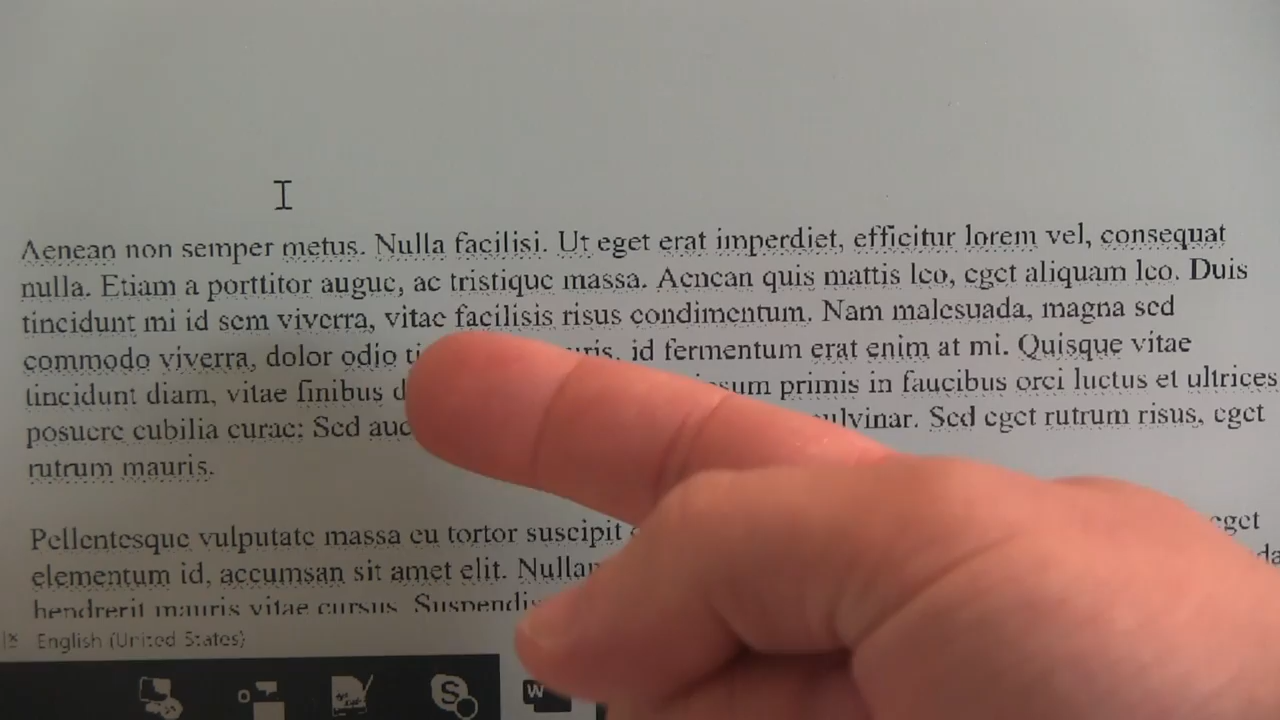 Aenean non semper metus. Nulla facilisi. Ut eget erat imperdiet, efficitur lorem vel, consequat
nulla. Etiam a porttitor augue, ac tristique massa. Aenean quis mattis leo, eget aliquam leo. Duis
tincidunt mi id sem viverra, vitae facilisis risus condimentum. Nam malesuada, magna sed
commodo viverra, dolor odio id fermentum erat enim at mi. Quisque vitae
tincidunt diam, vitae finibus primis in faucibus orci luctus et ultrices
posuere cubilia curae; Sed Sed eget rutrum risus, eget
rutrum mauris.
Pellentesque vulputate massa eu tortor suscipit eget
elementum id, accumsan sit amet elit.
hendrerit mauris vitae cursus.
English (United States)
S
W